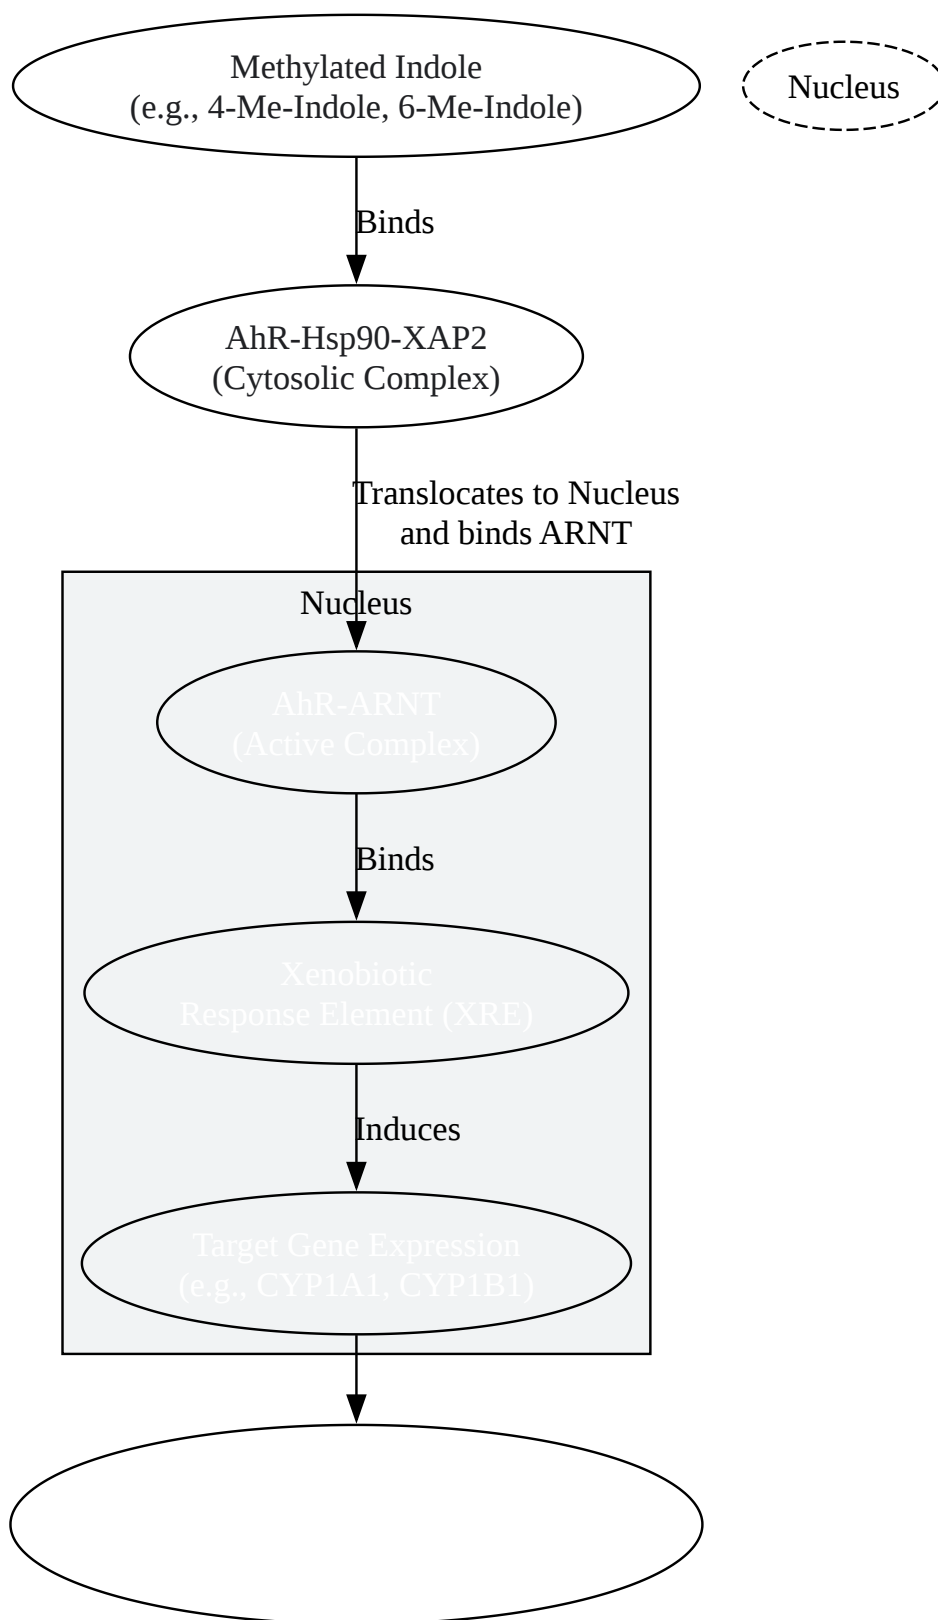 Methylated Indole
(e.g., 4-Me-Indole, 6-Me-Indole)
Nucleus
Binds
AhR-Hsp90-XAP2
(Cytosolic Complex)
Translocates to Nucleus
and binds ARNT
Nucleus
AhR-ARNT
(Active Complex)
Binds
Xenobiotic
Response Element (XRE)
Induces
Target Gene Expression
(e.g., CYP1A1, CYP1B1)